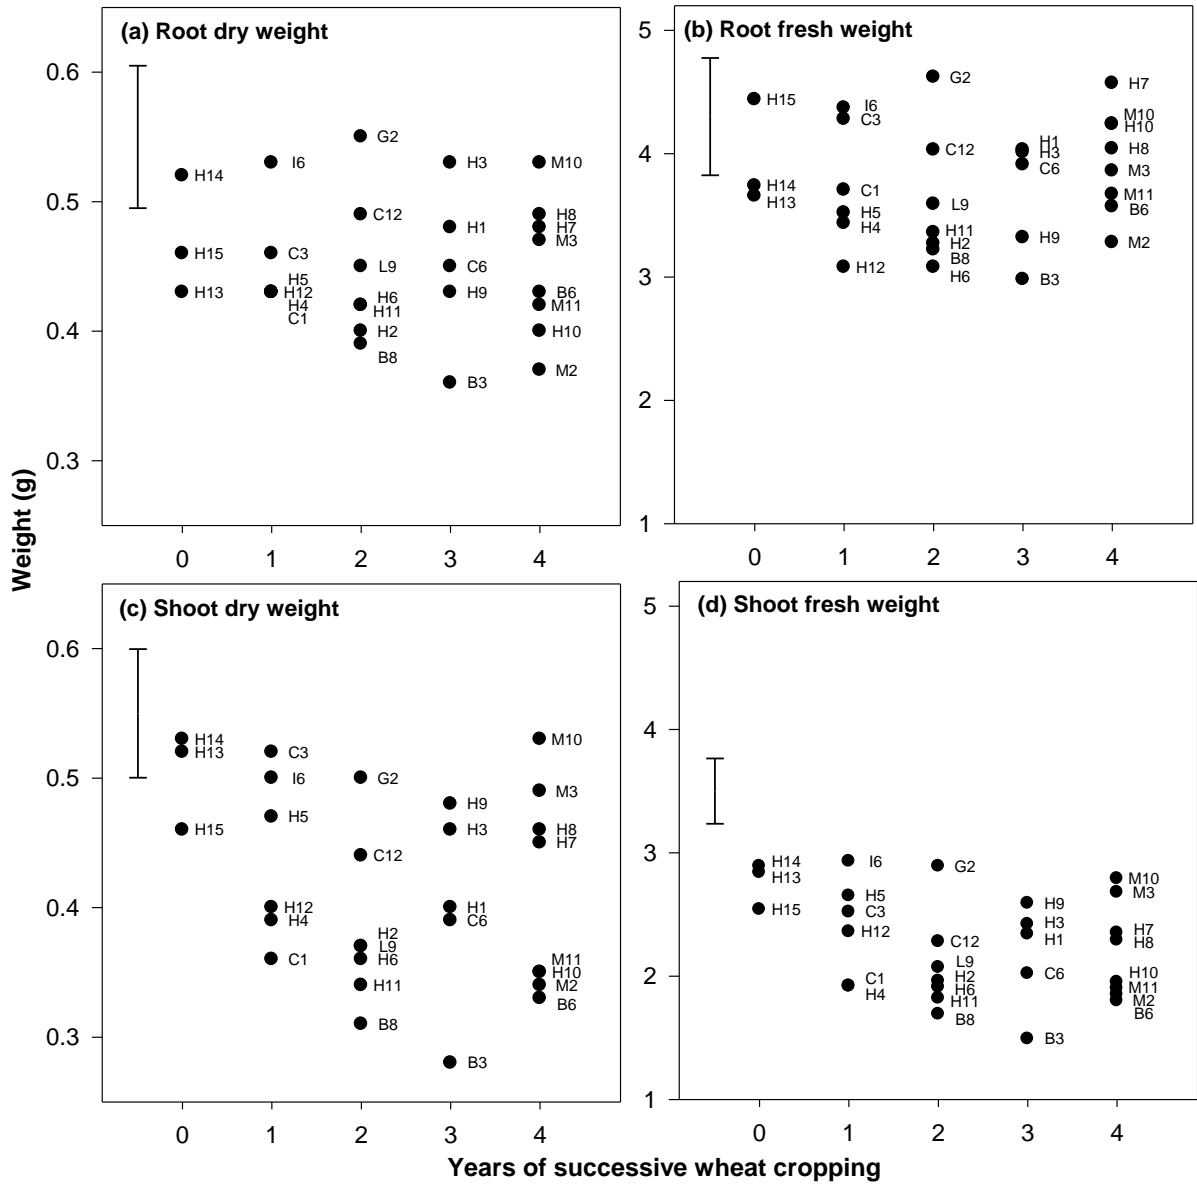 (a) Root dry weight
0.6
0.5
0.4
0.3
H14
H15
H13
I6
C3
H5
H12
H4
C1
G2
C12
L9
H6
H11
H2
B8
H3
H1
C6
H9
B3
M10
H8
H7
M3
B6
M11
H10
M2
0 1 2 3 4
(b) Root fresh weight
5
4
3
2
1
H15
H14
H13
I6
C3
C1
H5
H4
H12
G2
C12
L9
H11
H2
B8
H6
H1
H3
C6
H9
B3
H7
M10
H10
H8
M3
M11
B6
M2
0 1 2 3 4
Weight (g)
(c) Shoot dry weight
0.6
0.5
0.4
0.3
H14
H13
H15
C3
I6
H5
H12
H4
C1
G2
C12
H2
L9
H6
H11
B8
H9
H3
H1
C6
B3
M10
M3
H8
H7
M11
H10
M2
B6
0 1 2 3 4
(d) Shoot fresh weight
5
4
3
2
1
H14
H13
H15
I6
H5
C3
H12
C1
H4
G2
C12
L9
H2
H6
H11
B8
H9
H3
H1
C6
B3
M10
M3
H7
H8
H10
M11
M2
B6
0 1 2 3 4
Years of successive wheat cropping